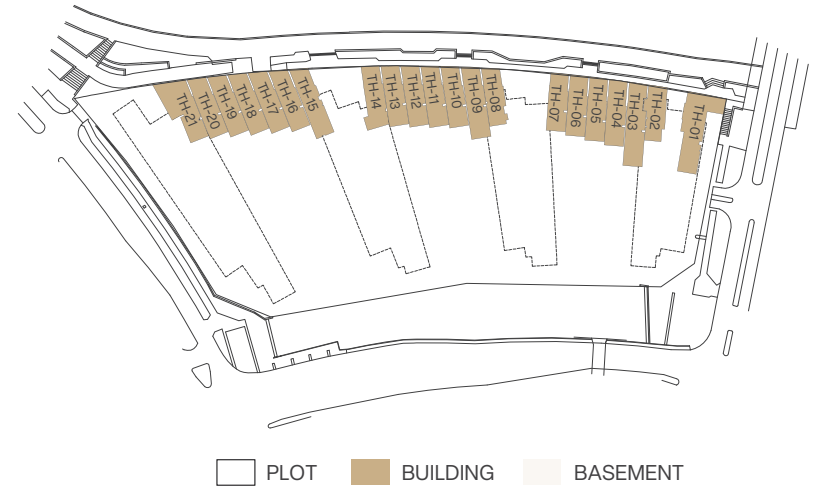 TH-21
TH-20
TH-19
TH-18
TH-17
TH-16
TH-15
TH-14
TH-13
TH-12
TH-11
TH-10
TH-09
TH-08
TH-07
TH-06
TH-05
TH-04
TH-03
TH-02
TH-01
PLOT
BUILDING
BASEMENT